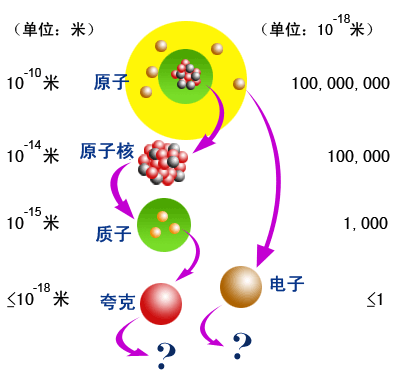 （单位：米） （单位：10⁻¹⁸米）
10⁻¹⁰米 原子 100,000,000
10⁻¹⁴米 原子核 100,000
10⁻¹⁵米 质子 1,000
≤10⁻¹⁸米 夸克 电子 ≤1
? ?